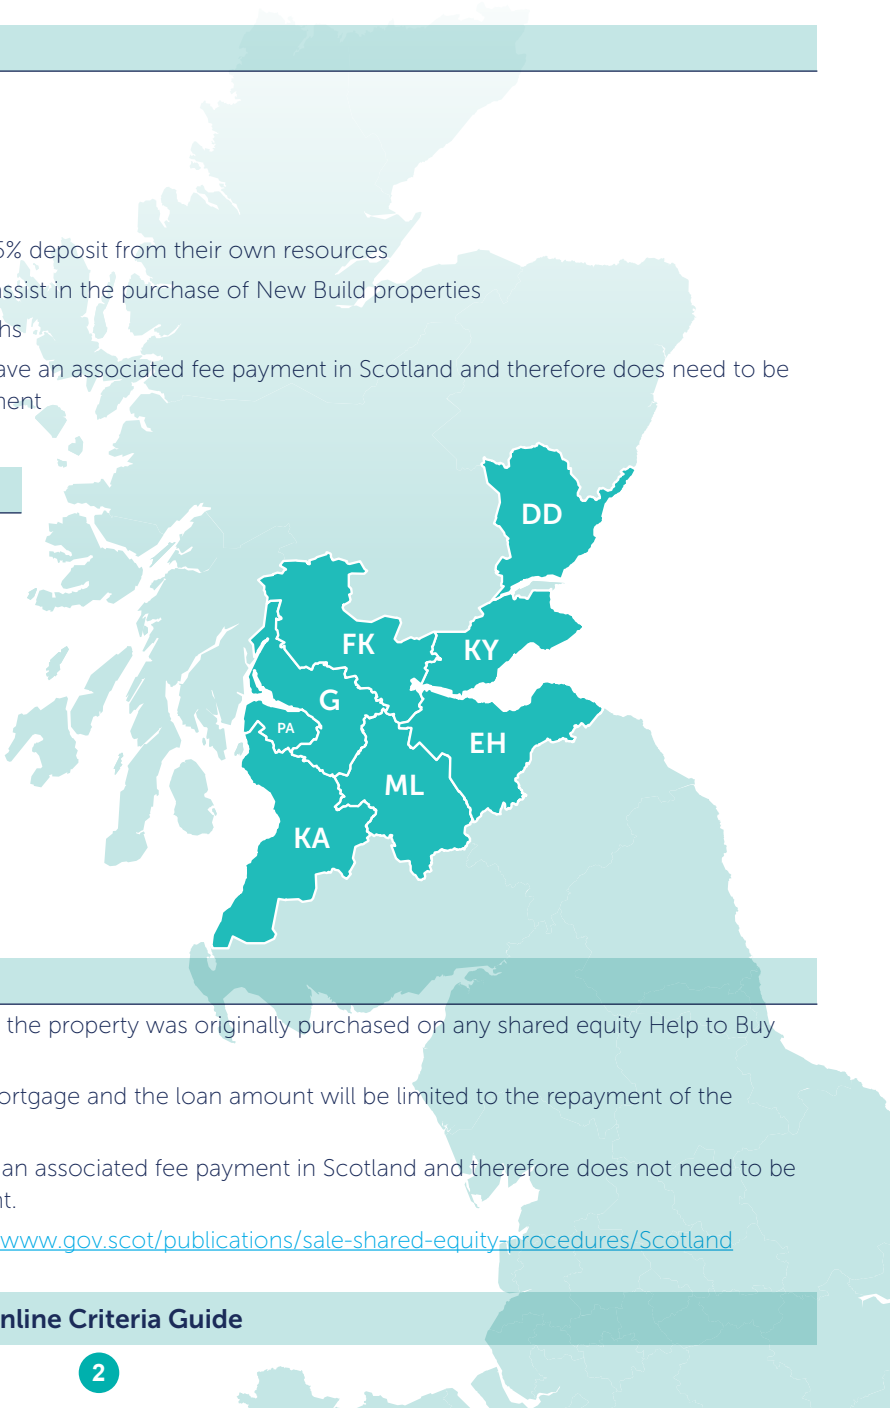 5% deposit from their own resources
assist in the purchase of New Build properties
hs
ave an associated fee payment in Scotland and therefore does need to be
ment
DD
FK
KY
G
PA
EH
ML
KA
the property was originally purchased on any shared equity Help to Buy
ortgage and the loan amount will be limited to the repayment of the
an associated fee payment in Scotland and therefore does not need to be
nt.
www.gov.scot/publications/sale-shared-equity-procedures/Scotland
nline Criteria Guide
2